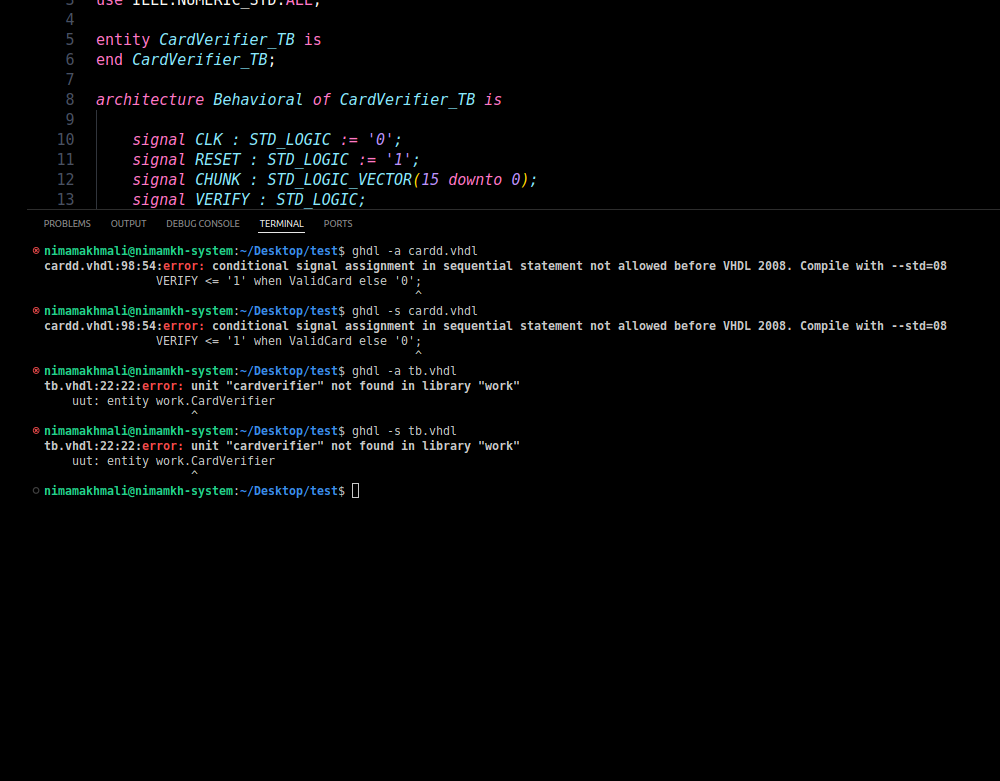 3 use IEEE.NUMERIC_STD.ALL;
4
5 entity CardVerifier_TB is
6 end CardVerifier_TB;
7
8 architecture Behavioral of CardVerifier_TB is
9
10 signal CLK : STD_LOGIC := '0';
11 signal RESET : STD_LOGIC := '1';
12 signal CHUNK : STD_LOGIC_VECTOR(15 downto 0);
13 signal VERIFY : STD_LOGIC;
PROBLEMS OUTPUT DEBUG CONSOLE TERMINAL PORTS
nimamakhmali@nimamkh-system:~/Desktop/test$ ghdl -a cardd.vhdl
cardd.vhdl:98:54:error: conditional signal assignment in sequential statement not allowed before VHDL 2008. Compile with --std=08
VERIFY <= '1' when ValidCard else '0';
^
nimamakhmali@nimamkh-system:~/Desktop/test$ ghdl -s cardd.vhdl
cardd.vhdl:98:54:error: conditional signal assignment in sequential statement not allowed before VHDL 2008. Compile with --std=08
VERIFY <= '1' when ValidCard else '0';
^
nimamakhmali@nimamkh-system:~/Desktop/test$ ghdl -a tb.vhdl
tb.vhdl:22:22:error: unit "cardverifier" not found in library "work"
uut: entity work.CardVerifier
^
nimamakhmali@nimamkh-system:~/Desktop/test$ ghdl -s tb.vhdl
tb.vhdl:22:22:error: unit "cardverifier" not found in library "work"
uut: entity work.CardVerifier
^
nimamakhmali@nimamkh-system:~/Desktop/test$